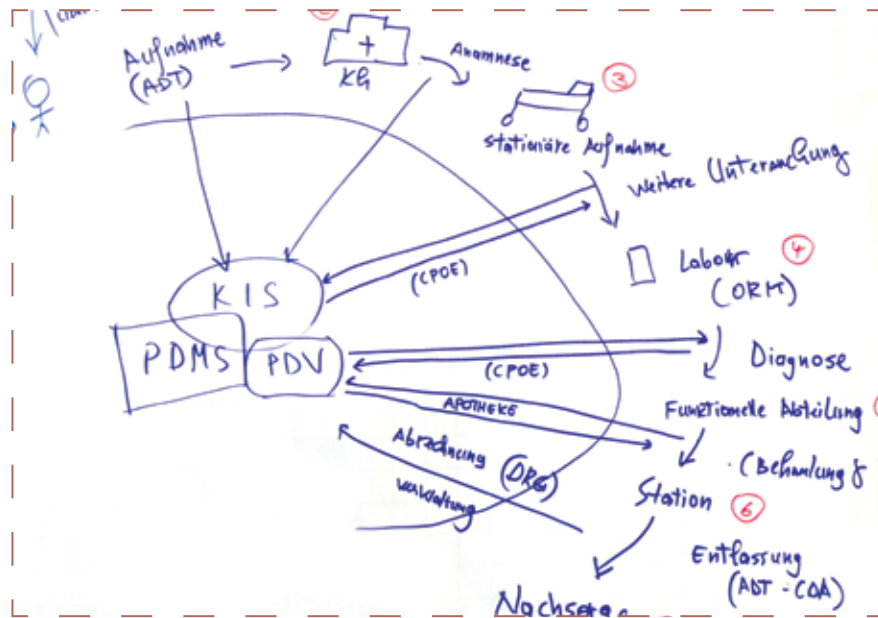 Aufnahme
(ADT)
+
KG
Anamnese
3
stationäre Aufnahme
weitere Untersuchung
4
Labor
(ORM)
KIS
(CPOE)
PDMS
PDV
(CPOE)
Diagnose
APOTHEKE
Funktionelle Abteilung
Abrechnung (DRG)
Verwaltung
(Behandlung
Station
6
Entlassung
(ADT - CDA)
Nachsorge